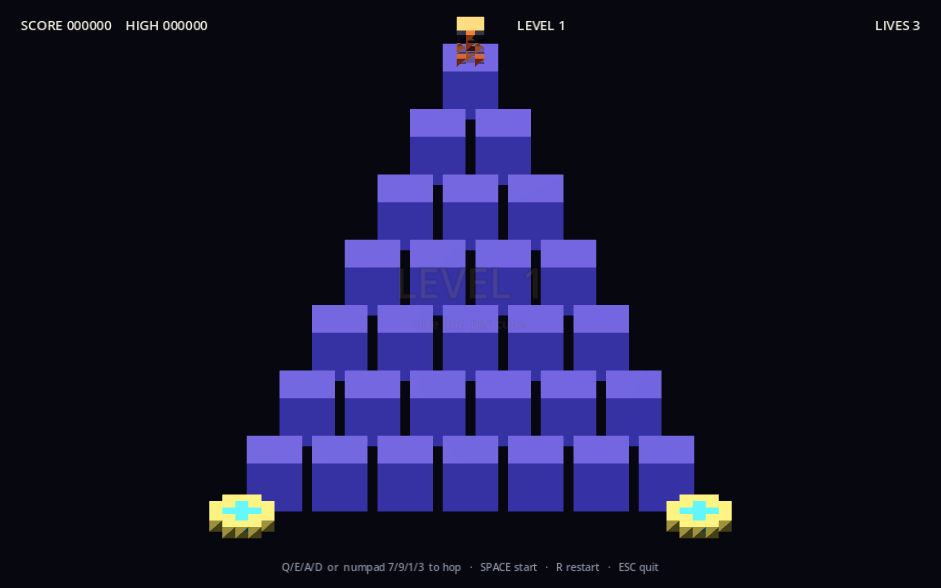 SCORE 000000 HIGH 000000 LEVEL 1 LIVES 3
LEVEL 1
Q/E/A/D or numpad 7/9/1/3 to hop · SPACE start · R restart · ESC quit